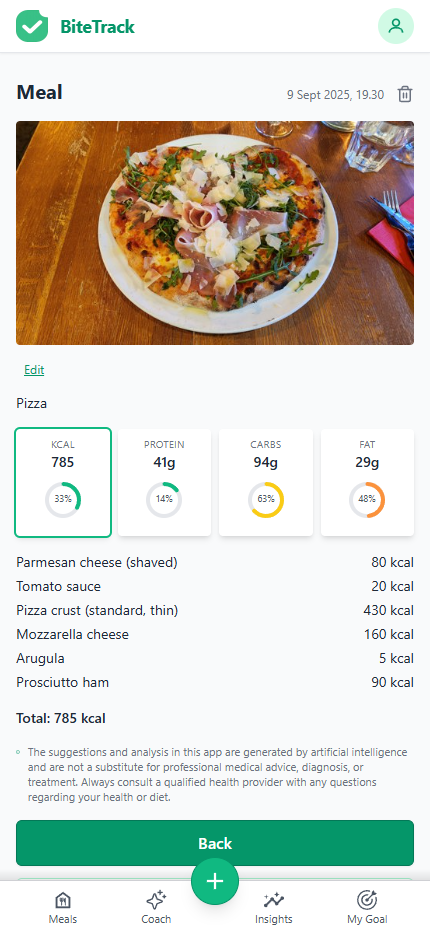 BiteTrack
Meal
9 Sept 2025, 19.30
Edit
Pizza
KCAL
785
33%
PROTEIN
41g
14%
CARBS
94g
63%
FAT
29g
48%
Parmesan cheese (shaved) 80 kcal
Tomato sauce 20 kcal
Pizza crust (standard, thin) 430 kcal
Mozzarella cheese 160 kcal
Arugula 5 kcal
Prosciutto ham 90 kcal
Total: 785 kcal
The suggestions and analysis in this app are generated by artificial intelligence
and are not a substitute for professional medical advice, diagnosis, or
treatment. Always consult a qualified health provider with any questions
regarding your health or diet.
Back
Meals
Coach
Insights
My Goal